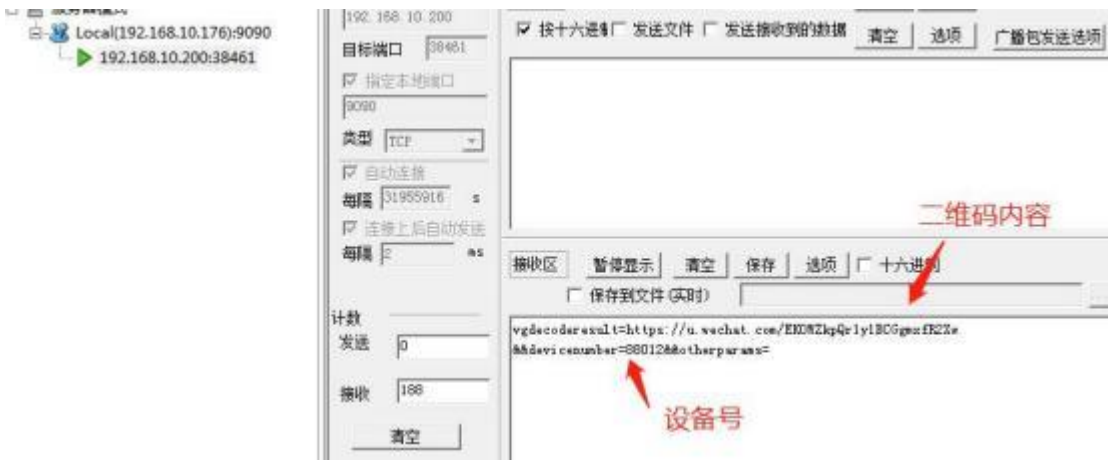 Local(192.168.10.176):9090
192.168.10.200:38461
192.168.10.200
目标端口 38461
指定本地端口
9090
类型 TCP
自动连接
每隔 31955916 s
连接上后自动发送
每隔 2 ms
计数
发送 0
接收 188
清空
按十六进制 发送文件 发送接收到的数据 清空 选项 广播包发送选项
二维码内容
接收区 暂停显示 清空 保存 选项 十六进制
保存到文件(实时)
&&devicenumber=88012&&otherparams=
设备号